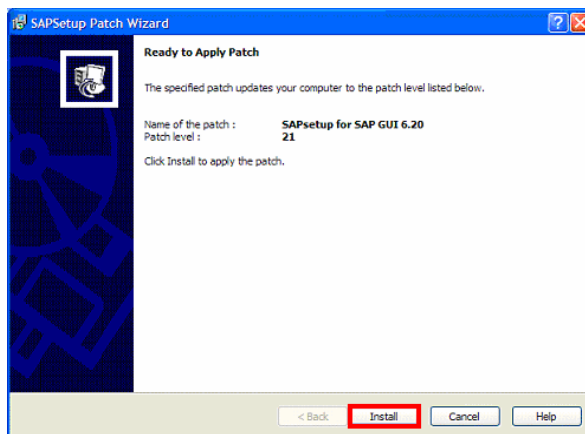 SAPSetup Patch Wizard
Ready to Apply Patch
The specified patch updates your computer to the patch level listed below.
Name of the patch : SAPsetup for SAP GUI 6.20
Patch level : 21
Click Install to apply the patch.
< Back Install Cancel Help